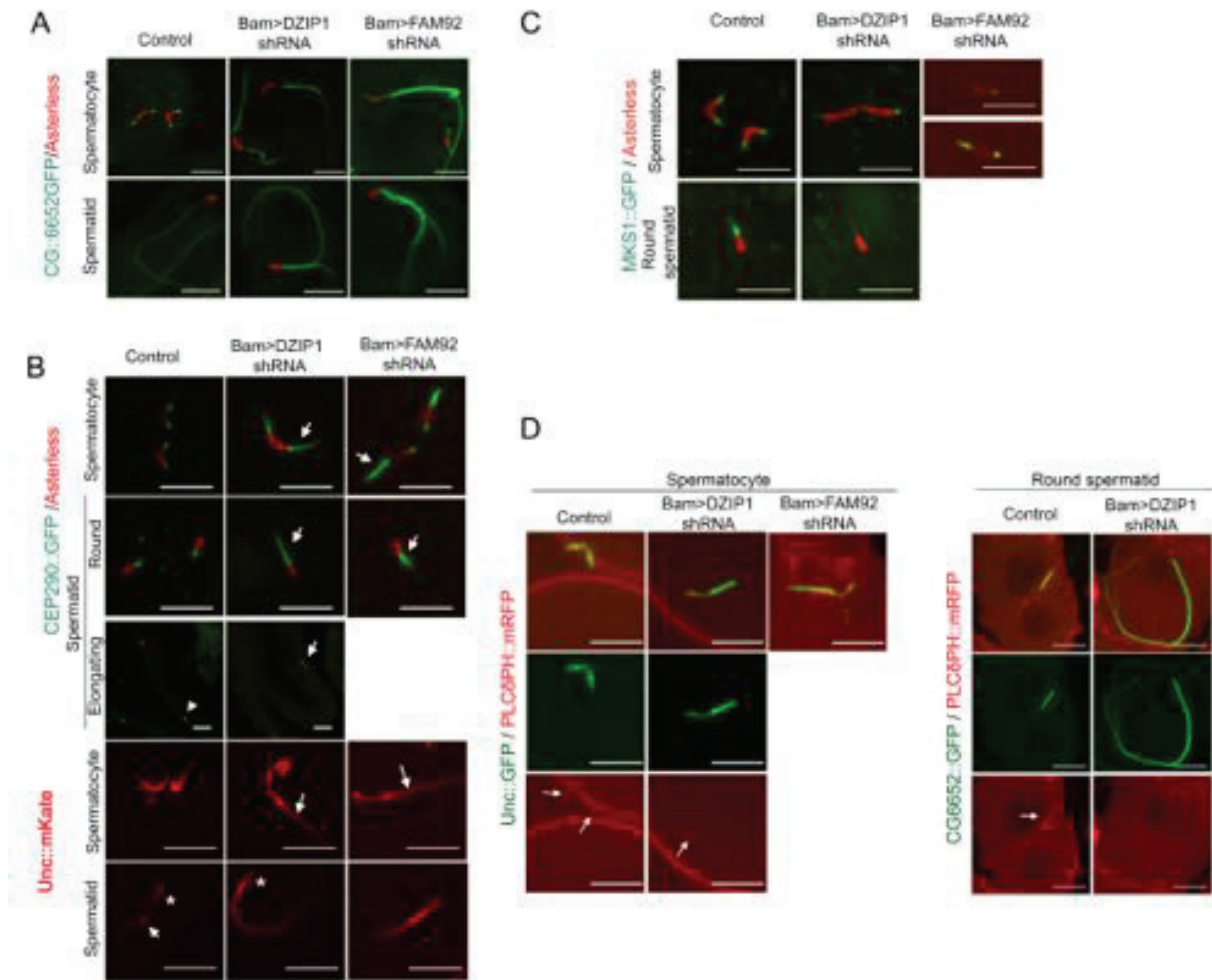 A
Control
Bam>DZIP1
shRNA
Bam>FAM92
shRNA
CG::6652GFP/Asterless
Spermatocyte
Spermatid
B
Control
Bam>DZIP1
shRNA
Bam>FAM92
shRNA
CEP290::GFP /Asterless
Spermatocyte
Spermatid
Round
Elongating
Unc::mKate
Spermatocyte
Spermatid
C
Control
Bam>DZIP1
shRNA
Bam>FAM92
shRNA
MKS1::GFP / Asterless
Spermatocyte
Round
spermatid
D
Spermatocyte
Control
Bam>DZIP1
shRNA
Bam>FAM92
shRNA
Unc::GFP / PLCδPH::mRFP
Round spermatid
Control
Bam>DZIP1
shRNA
CG6652::GFP / PLCδPH::mRFP